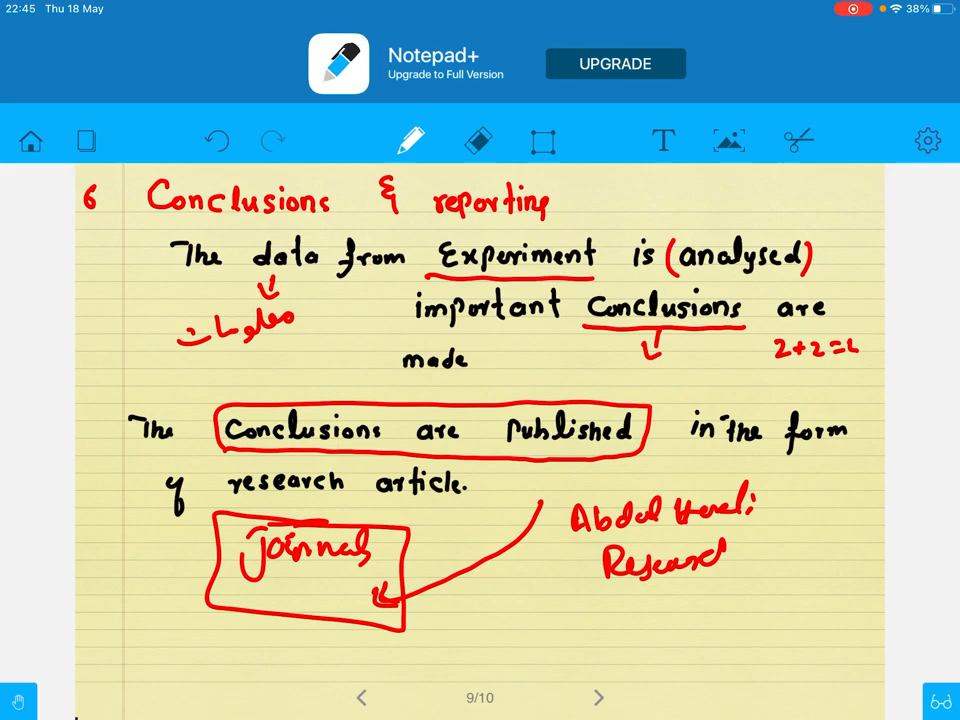 22:45 Thu 18 May 38%
Notepad+
Upgrade to Full Version
UPGRADE
T
6 Conclusions & reporting
The data from Experiment is (analysed)
important Conclusions are
made
2+2=4
The Conclusions are Published in the form
of research article.
Journals
Abdul
Research
9/10